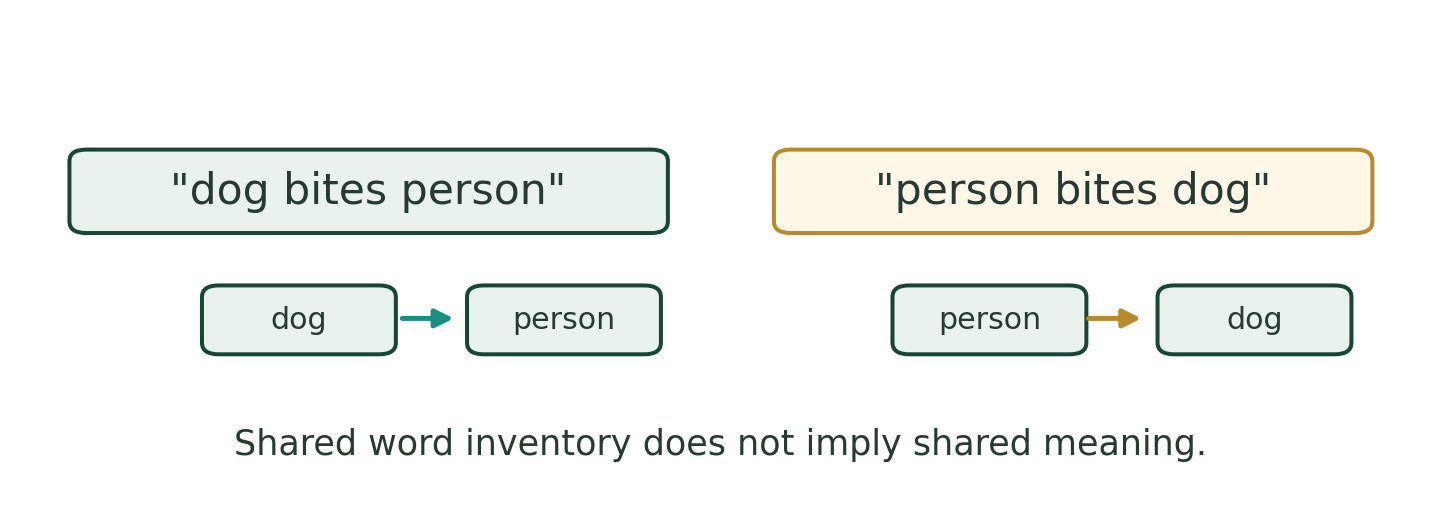 "dog bites person"
"person bites dog"
dog
person
person
dog
Shared word inventory does not imply shared meaning.